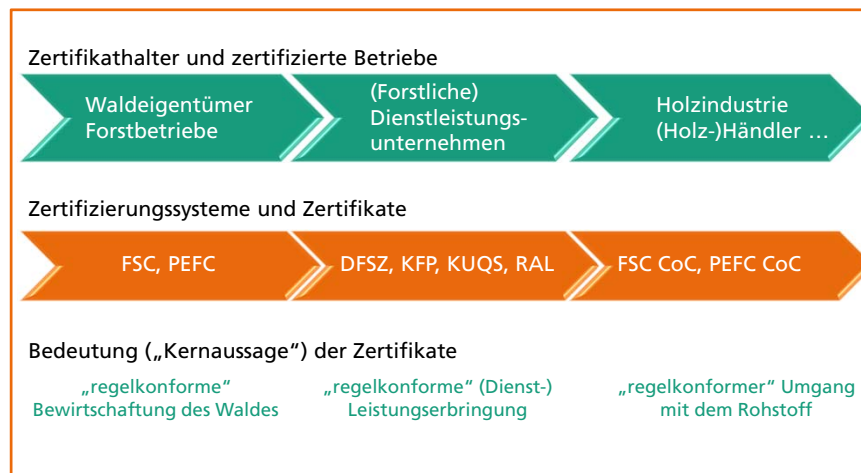 Zertifikathalter und zertifizierte Betriebe
Waldeigentümer
Forstbetriebe
(Forstliche)
Dienstleistungs-
unternehmen
Holzindustrie
(Holz-)Händler ...
Zertifizierungssysteme und Zertifikate
FSC, PEFC
DFSZ, KFP, KUQS, RAL
FSC CoC, PEFC CoC
Bedeutung („Kernaussage“) der Zertifikate
„regelkonforme“
Bewirtschaftung des Waldes
„regelkonforme“ (Dienst-)
Leistungserbringung
„regelkonformer“ Umgang
mit dem Rohstoff